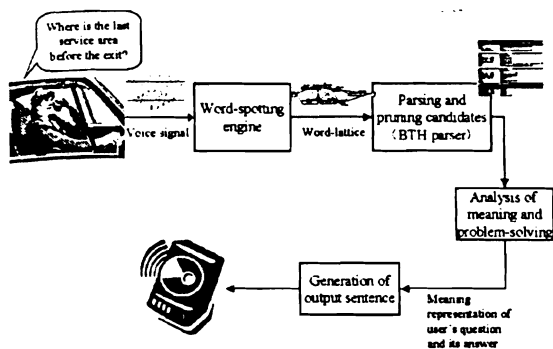 Where is the last
service area
before the exit?
Voice signal
Word-spotting
engine
Word-lattice
Parsing and
pruning candidates
(BTH parser)
Analysis of
meaning and
problem-solving
Generation of
output sentence
Meaning
representation of
user's question
and its answer